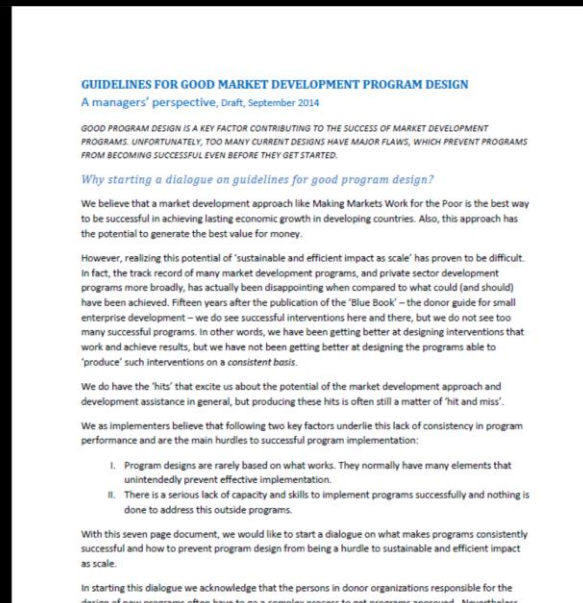 GUIDELINES FOR GOOD MARKET DEVELOPMENT PROGRAM DESIGN
A managers' perspective, Draft, September 2014
GOOD PROGRAM DESIGN IS A KEY FACTOR CONTRIBUTING TO THE SUCCESS OF MARKET DEVELOPMENT
PROGRAMS. UNFORTUNATELY, TOO MANY CURRENT DESIGNS HAVE MAJOR FLAWS, WHICH PREVENT PROGRAMS
FROM BECOMING SUCCESSFUL EVEN BEFORE THEY GET STARTED.
Why starting a dialogue on guidelines for good program design?
We believe that a market development approach like Making Markets Work for the Poor is the best way
to be successful in achieving lasting economic growth in developing countries. Also, this approach has
the potential to generate the best value for money.
However, realizing this potential of 'sustainable and efficient impact as scale' has proven to be difficult.
In fact, the track record of many market development programs, and private sector development
programs more broadly, has actually been disappointing when compared to what could (and should)
have been achieved. Fifteen years after the publication of the 'Blue Book' – the donor guide for small
enterprise development – we do see successful interventions here and there, but we do not see too
many successful programs. In other words, we have been getting better at designing interventions that
work and achieve results, but we have not been getting better at designing the programs able to
'produce' such interventions on a consistent basis.
We do have the 'hits' that excite us about the potential of the market development approach and
development assistance in general, but producing these hits is often still a matter of 'hit and miss'.
We as implementers believe that following two key factors underlie this lack of consistency in program
performance and are the main hurdles to successful program implementation:
I. Program designs are rarely based on what works. They normally have many elements that
unintendedly prevent effective implementation.
II. There is a serious lack of capacity and skills to implement programs successfully and nothing is
done to address this outside programs.
With this seven page document, we would like to start a dialogue on what makes programs consistently
successful and how to prevent program design from being a hurdle to sustainable and efficient impact
as scale.
In starting this dialogue we acknowledge that the persons in donor organizations responsible for the
design of new programs often have to go a complex process to get programs approved. Nevertheless